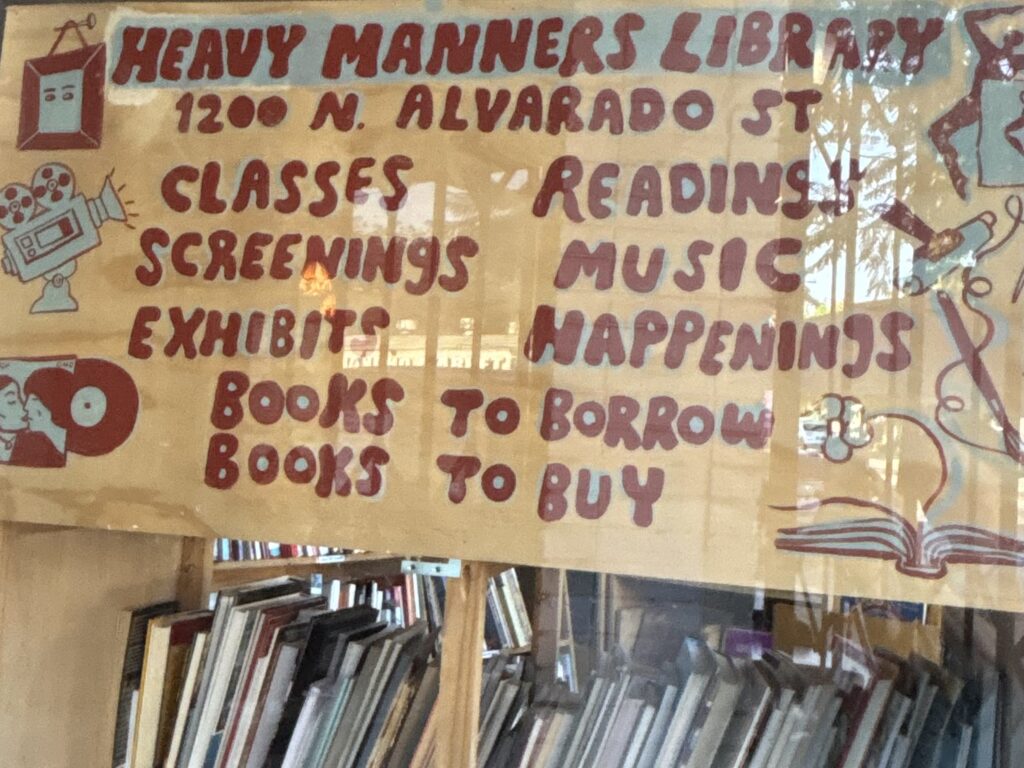 HEAVY MANNERS LIBRARY
1200 N. ALVARADO ST
CLASSES READINGS
SCREENINGS MUSIC
EXHIBITS HAPPENINGS
BOOKS TO BORROW
BOOKS TO BUY